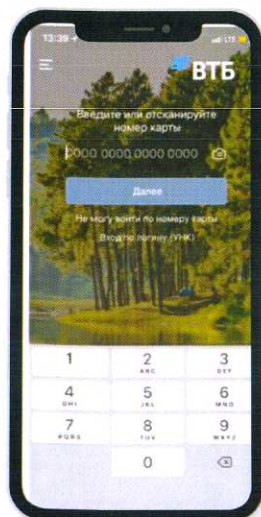 13:39 LTE
ВТБ
Введите или отсканируйте
номер карты
0000 0000 0000 0000
Далее
Не могу войти по номеру карты
Вход по логину (УНК)
1 2 3
ABC DEF
4 5 6
GHI JKL MNO
7 8 9
PQRS TUV WXYZ
0